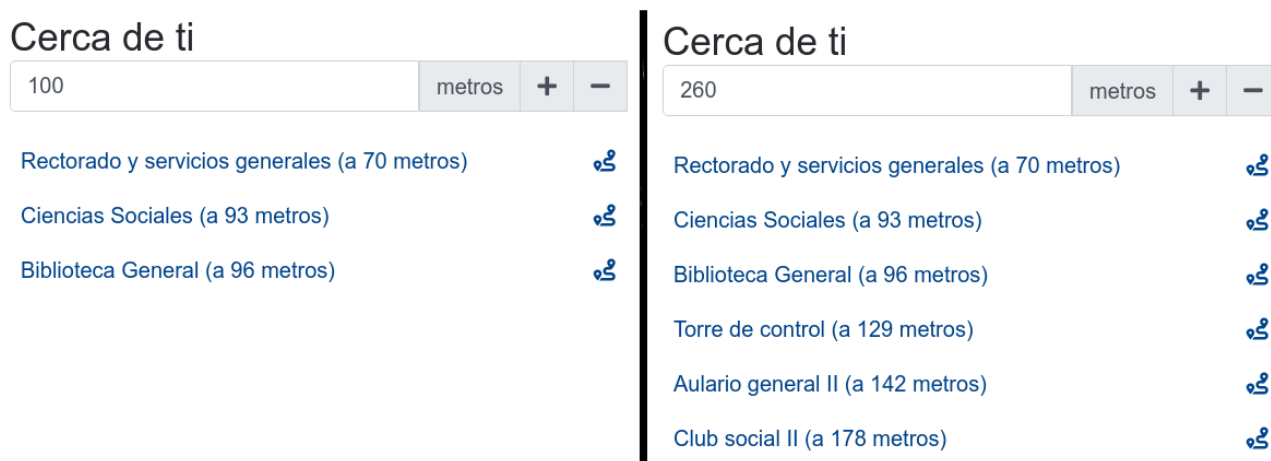 Cerca de ti
100 metros + −
Rectorado y servicios generales (a 70 metros)
Ciencias Sociales (a 93 metros)
Biblioteca General (a 96 metros)
Cerca de ti
260 metros + −
Rectorado y servicios generales (a 70 metros)
Ciencias Sociales (a 93 metros)
Biblioteca General (a 96 metros)
Torre de control (a 129 metros)
Aulario general II (a 142 metros)
Club social II (a 178 metros)